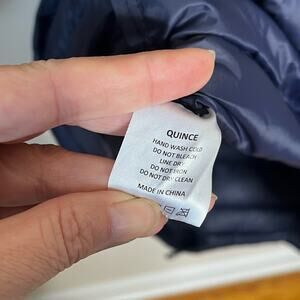 QUINCE
HAND WASH COLD
DO NOT BLEACH
LINE DRY
DO NOT IRON
DO NOT DRY CLEAN
MADE IN CHINA